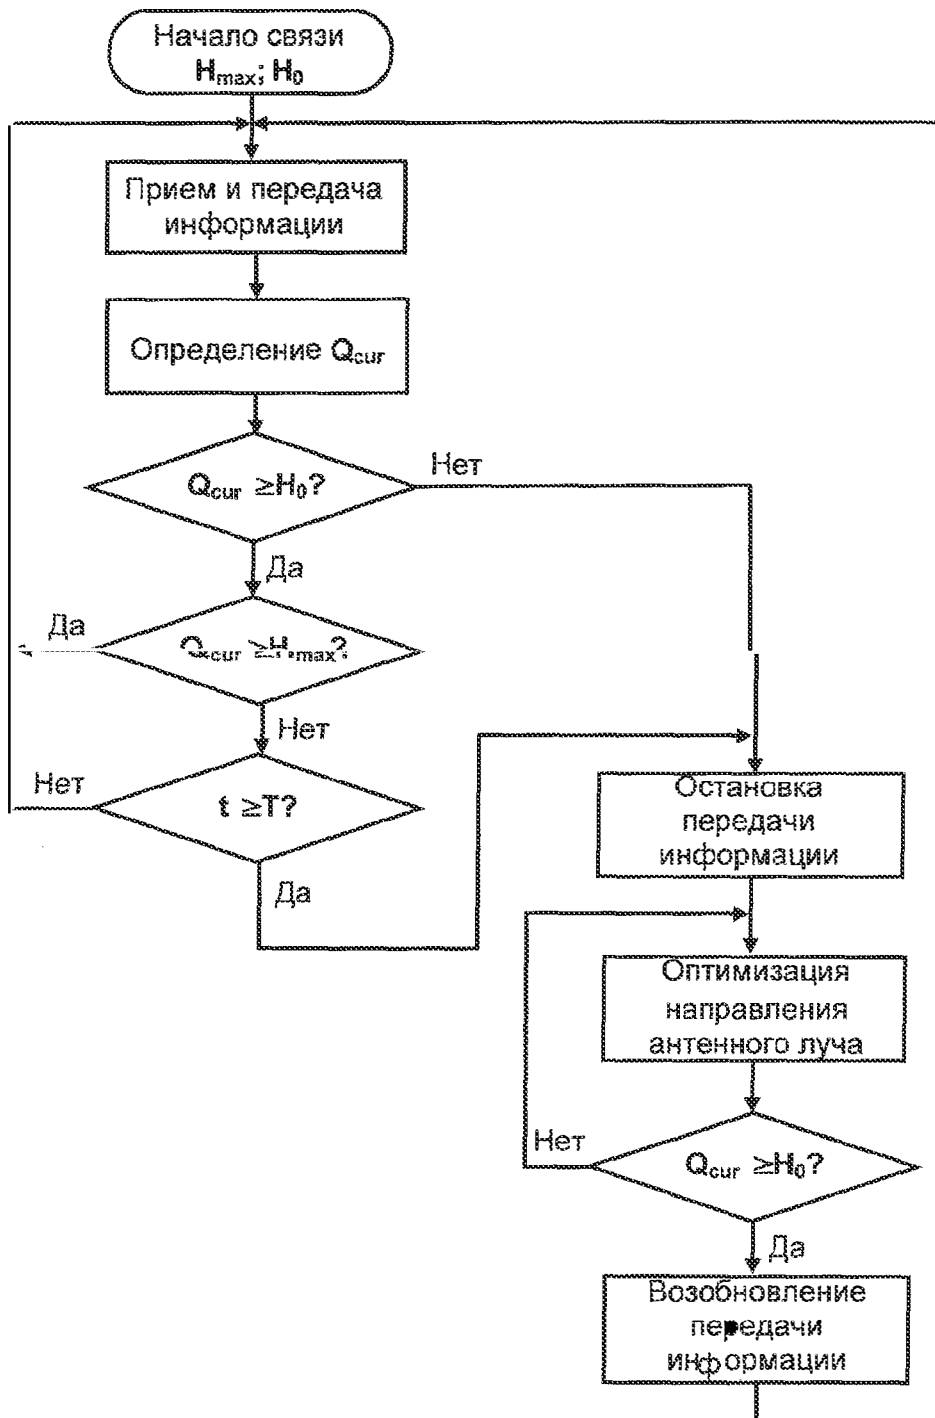 Начало связи
Hmax; H0
Прием и передача
информации
Определение Qcur
Qcur ≥H0?
Нет
Да
Да
Qcur ≥Hmax?
Нет
Нет
t ≥T?
Да
Остановка
передачи
информации
Оптимизация
направления
антенного луча
Нет
Qcur ≥H0?
Да
Возобновление
передачи
информации